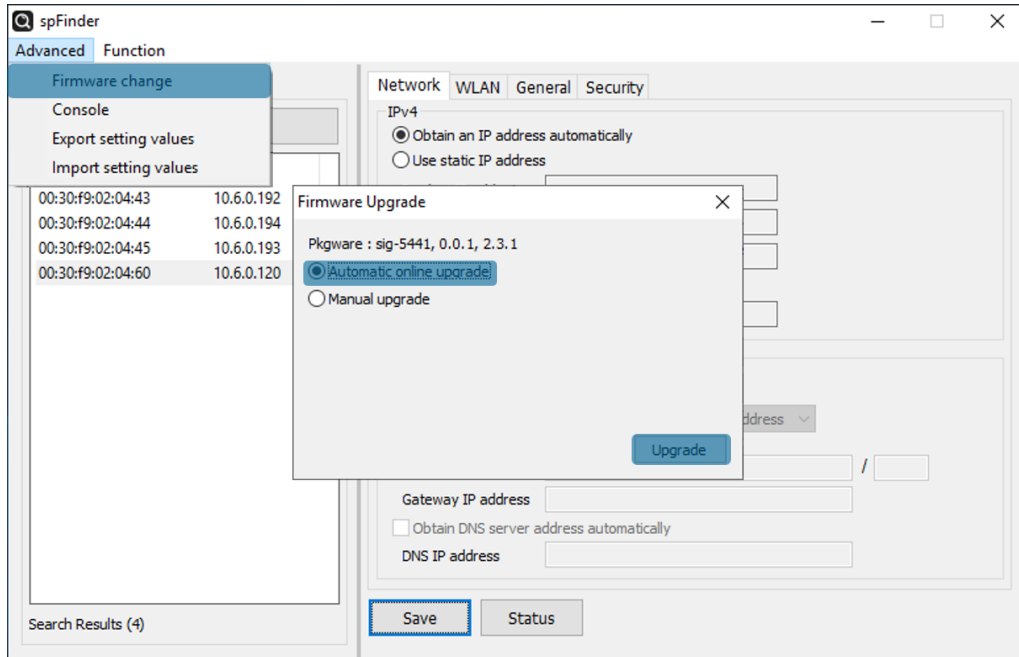 spFinder
Advanced Function
Firmware change
Console
Export setting values
Import setting values
00:30:f9:02:04:43 10.6.0.192
00:30:f9:02:04:44 10.6.0.194
00:30:f9:02:04:45 10.6.0.193
00:30:f9:02:04:60 10.6.0.120
Search Results (4)
Network WLAN General Security
IPv4
Obtain an IP address automatically
Use static IP address
Firmware Upgrade
Pkgware : sig-5441, 0.0.1, 2.3.1
Automatic online upgrade
Manual upgrade
Upgrade
ddress
/
Gateway IP address
Obtain DNS server address automatically
DNS IP address
Save Status